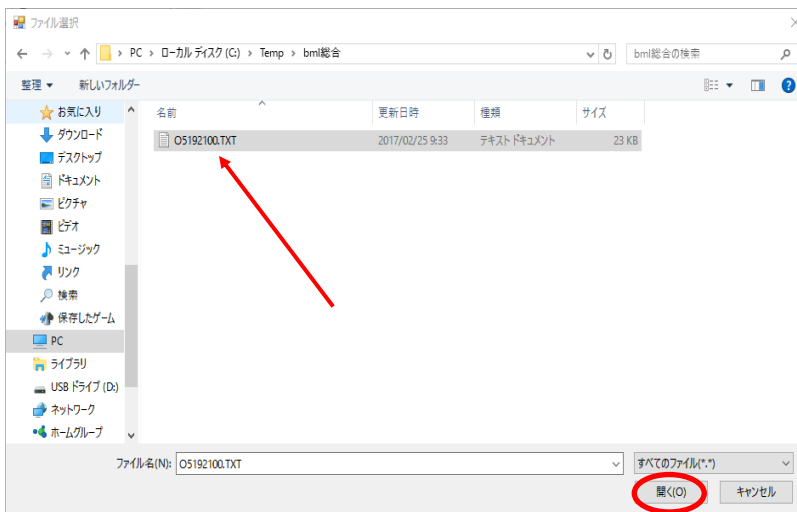 ファイル選択
PC › ローカル ディスク (C:) › Temp › bml総合
bml総合の検索
整理 新しいフォルダー
名前 更新日時 種類 サイズ
O5192100.TXT 2017/02/25 9:33 テキスト ドキュメント 23 KB
お気に入り
ダウンロード
デスクトップ
ドキュメント
ピクチャ
ビデオ
ミュージック
リンク
検索
保存したゲーム
PC
ライブラリ
USB ドライブ (D:)
ネットワーク
ホームグループ
ファイル名(N): O5192100.TXT
すべてのファイル(*.*)
開く(O) キャンセル